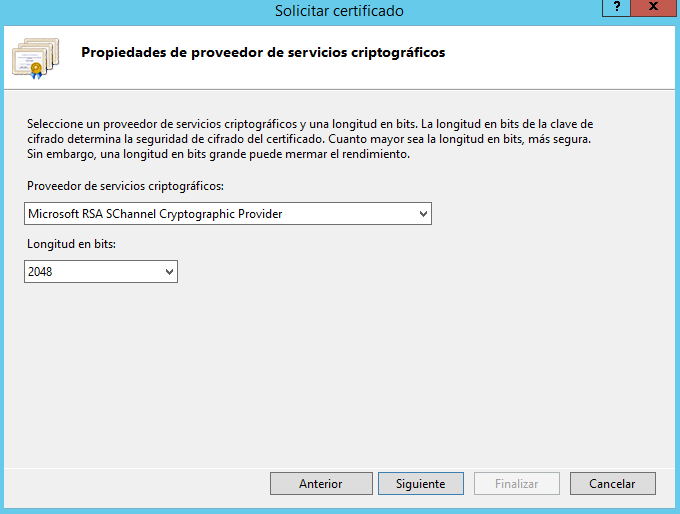 Solicitar certificado
? x
Propiedades de proveedor de servicios criptográficos
Seleccione un proveedor de servicios criptográficos y una longitud en bits. La longitud en bits de la clave de
cifrado determina la seguridad de cifrado del certificado. Cuanto mayor sea la longitud en bits, más segura.
Sin embargo, una longitud en bits grande puede mermar el rendimiento.
Proveedor de servicios criptográficos:
Microsoft RSA SChannel Cryptographic Provider
Longitud en bits:
2048
Anterior Siguiente Finalizar Cancelar